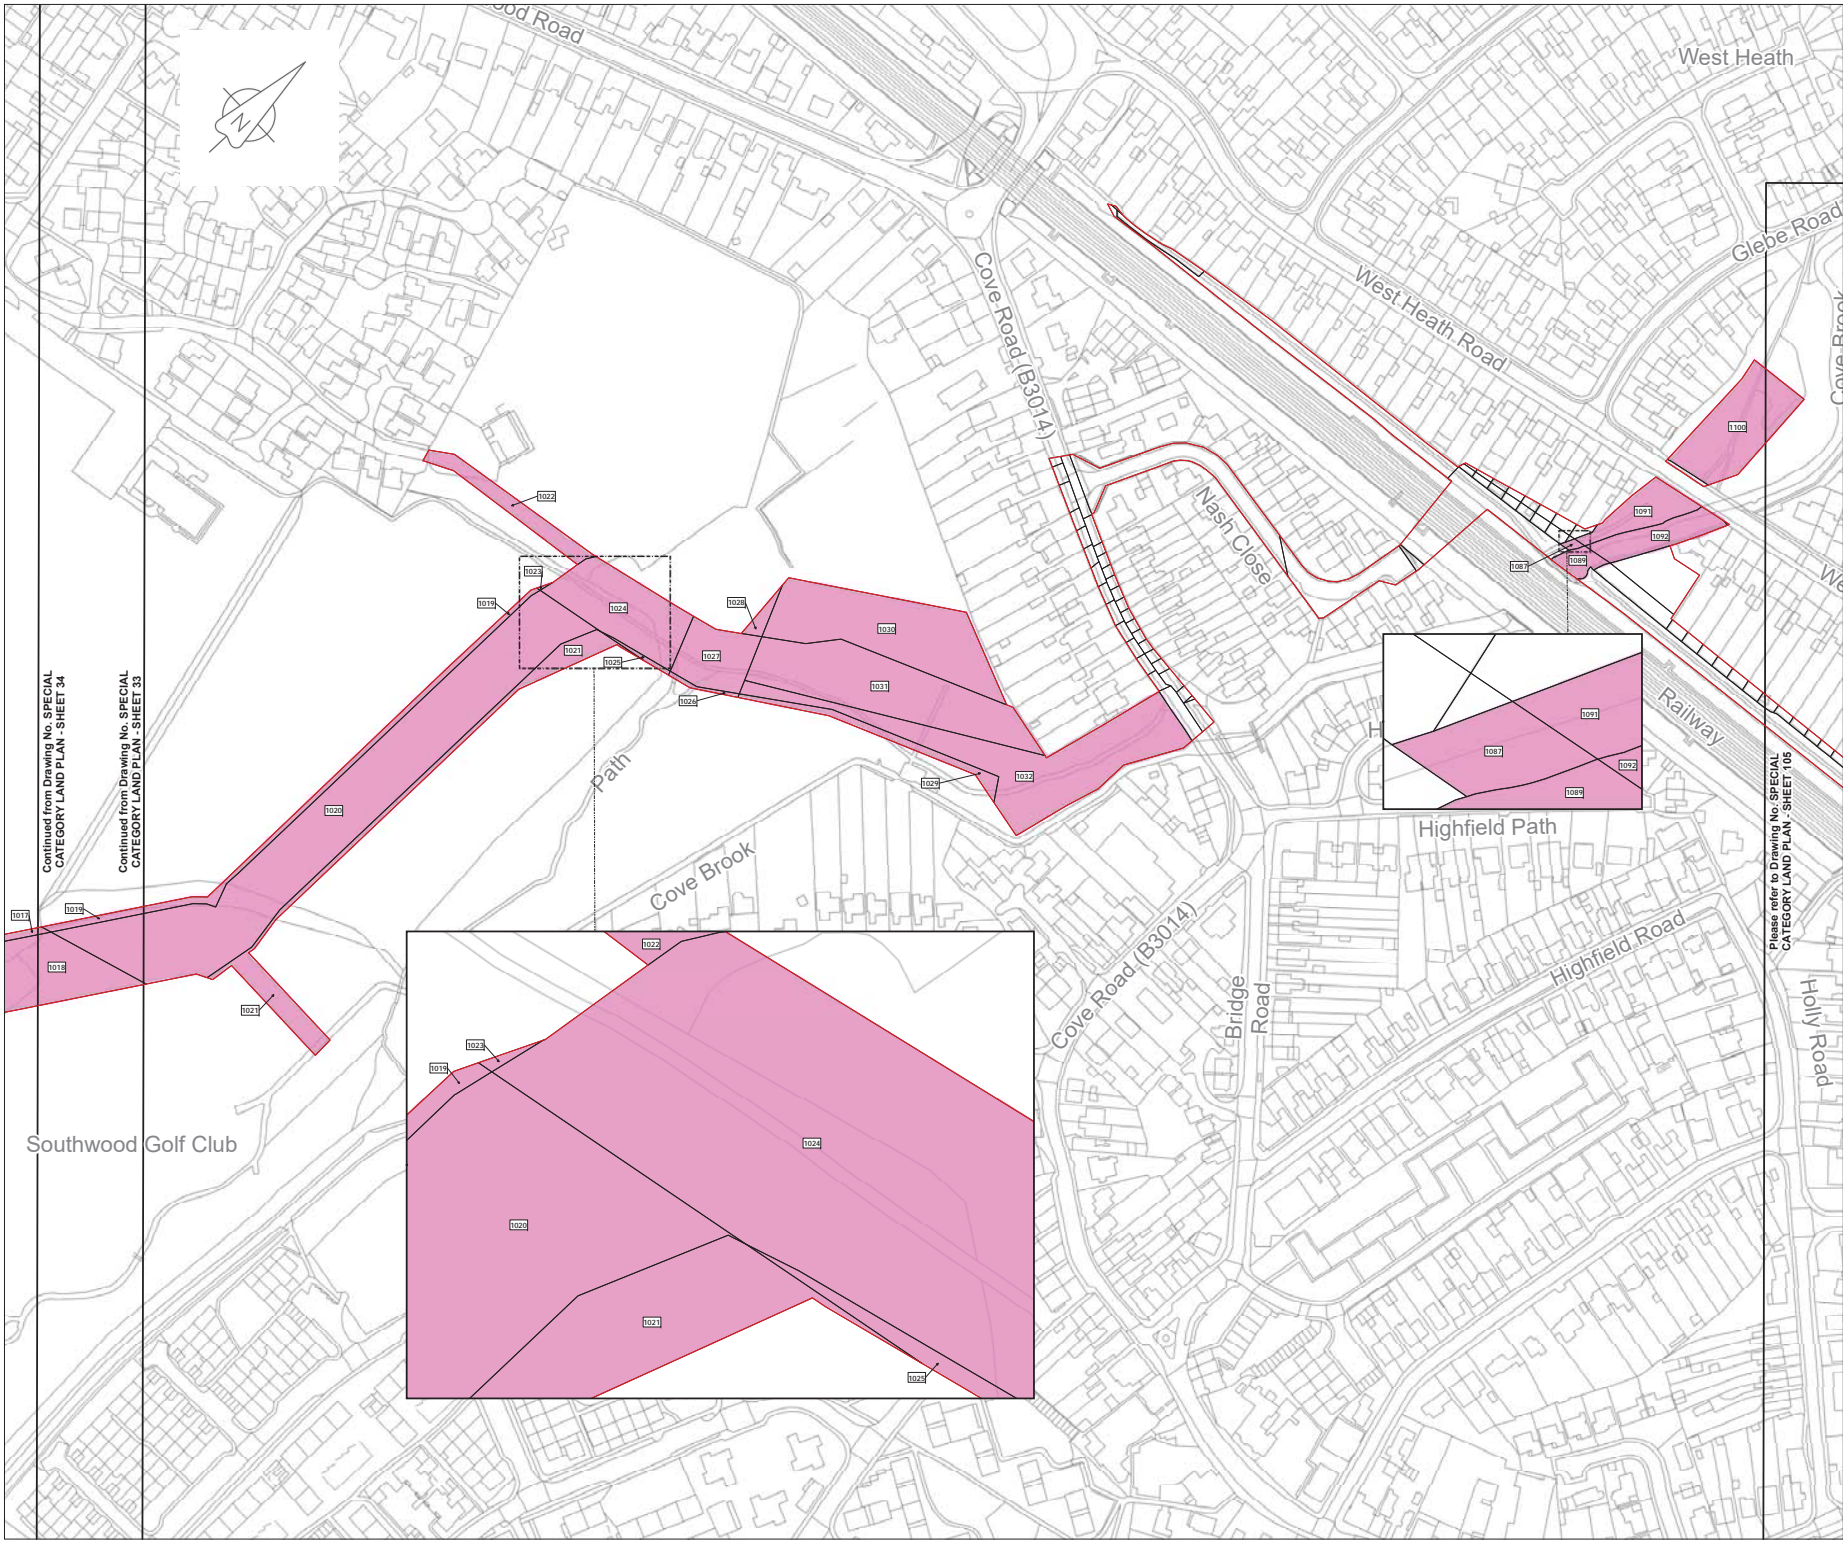 ood Road
West Heath
N
Glebe Road
Cove Road (B3014)
West Heath Road
Cove Brook
1100
Nash Close
1022
1091
1092
1087
1089
1023
1019
1024
1028
1030
1021
1025
1027
1031
1026
We
Continued from Drawing No. SPECIAL
CATEGORY LAND PLAN - SHEET 34
Continued from Drawing No. SPECIAL
CATEGORY LAND PLAN - SHEET 33
Railway
H
1091
1087
1092
1089
Path
1029
1032
1020
Please refer to Drawing No. SPECIAL
CATEGORY LAND PLAN - SHEET 105
Highfield Path
Cove Brook
1017
1019
1018
1021
Cove Road (B3014)
Highfield Road
Bridge
Road
Holly Road
1022
1023
1019
1024
1020
1021
1025
Southwood Golf Club